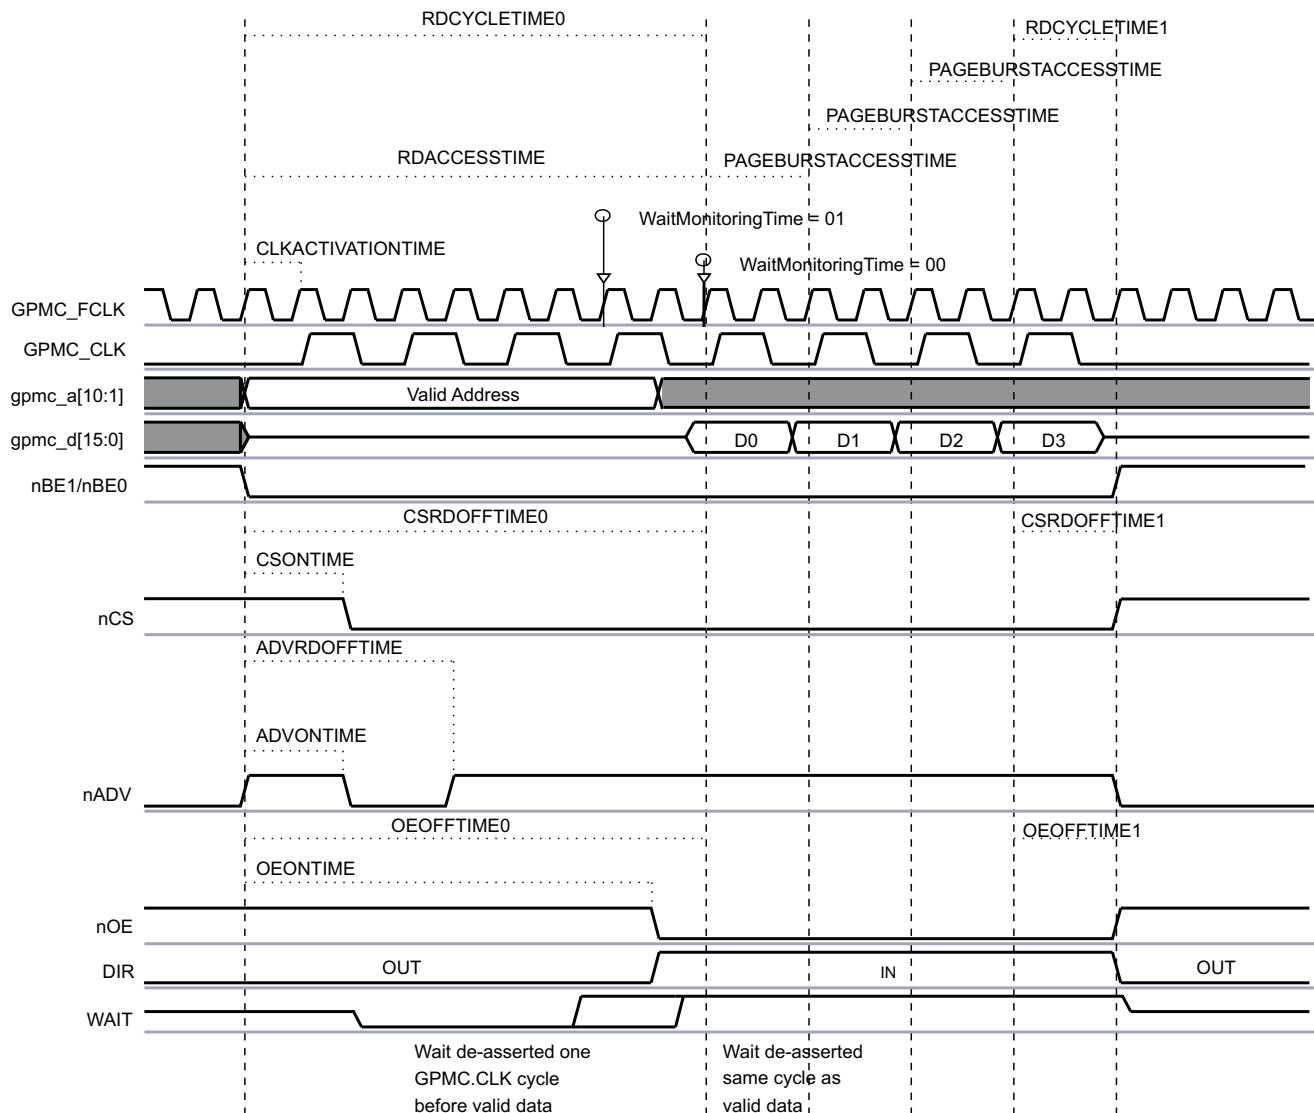 RDCYCLETIME0
RDCYCLETIME1
PAGEBURSTACCESSTIME
PAGEBURSTACCESSTIME
RDACCESSTIME
PAGEBURSTACCESSTIME
WaitMonitoringTime = 01
CLKACTIVATIONTIME
WaitMonitoringTime = 00
GPMC_FCLK
GPMC_CLK
gpmc_a[10:1]
Valid Address
gpmc_d[15:0]
D0
D1
D2
D3
nBE1/nBE0
CSRDOFFTIME0
CSRDOFFTIME1
CSONTIME
nCS
ADVRDOFFTIME
ADVONTIME
nADV
OEOFFTIME0
OEOFFTIME1
OEONTIME
nOE
DIR
OUT
IN
OUT
WAIT
Wait de-asserted one
GPMC.CLK cycle
before valid data
Wait de-asserted
same cycle as
valid data